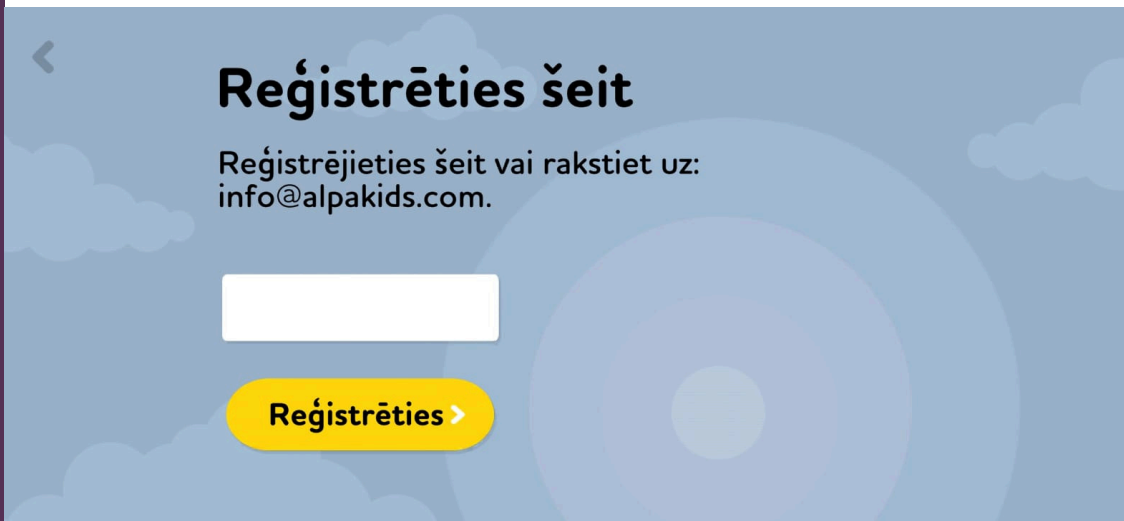 Reģistrēties šeit
Reģistrējieties šeit vai rakstiet uz:
info@alpakids.com.
Reģistrēties